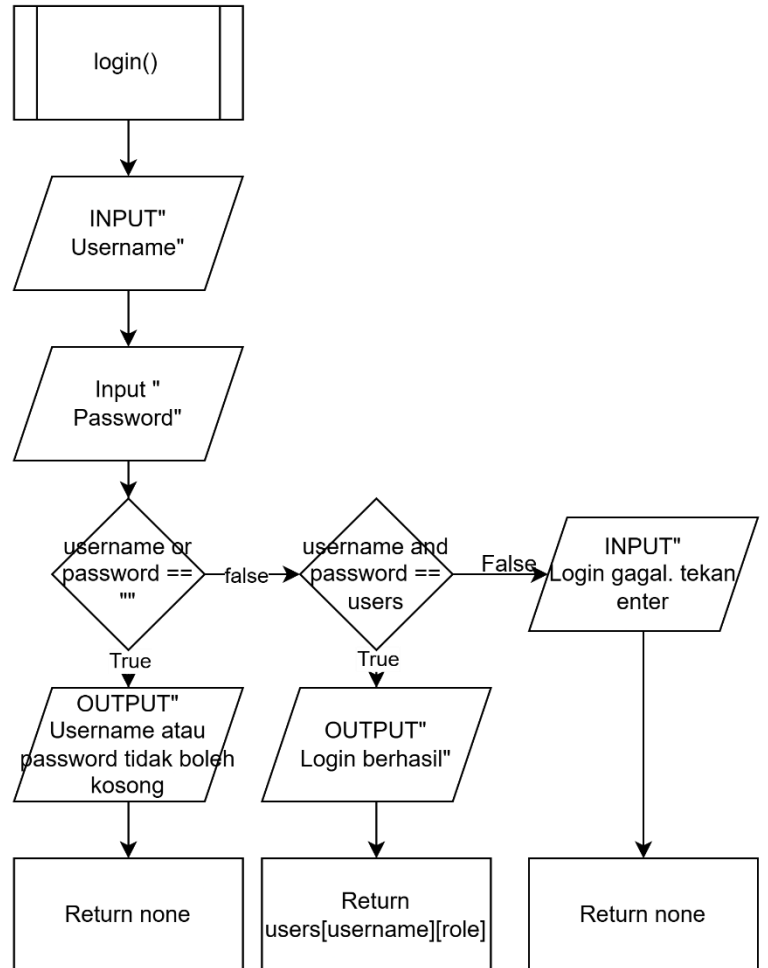 login()
INPUT"
Username"
Input "
Password"
username or
password ==
""
false
username and
password ==
users
False
INPUT"
Login gagal. tekan
enter
True
True
OUTPUT"
Username atau
password tidak boleh
kosong
OUTPUT"
Login berhasil"
Return none
Return
users[username][role]
Return none